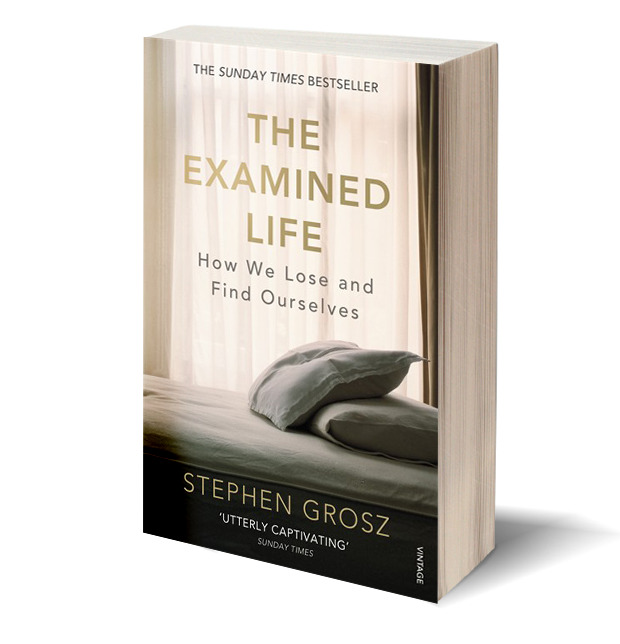 THE SUNDAY TIMES BESTSELLER
THE
EXAMINED
LIFE
How We Lose and
Find Ourselves
STEPHEN GROSZ
'UTTERLY CAPTIVATING'
SUNDAY TIMES
VINTAGE